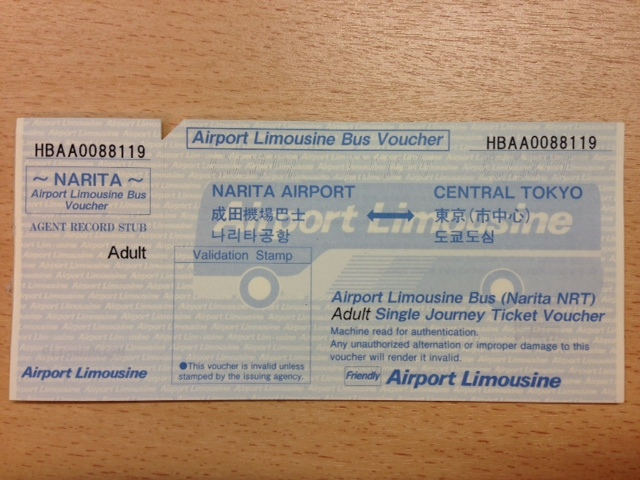 HBAA0088119
~ NARITA ~
Airport Limousine Bus
Voucher
AGENT RECORD STUB
Adult
Airport Limousine
Airport Limousine Bus Voucher
HBAA0088119
NARITA AIRPORT
CENTRAL TOKYO
成田機場巴士
東京(市中心)
나리타공항
도쿄도심
Airport Limousine
Validation Stamp
●This voucher is invalid unless
stamped by the issuing agency.
Airport Limousine Bus (Narita NRT)
Adult Single Journey Ticket Voucher
Machine read for authentication.
Any unauthorized alternation or improper damage to this
voucher will render it invalid.
Friendly Airport Limousine